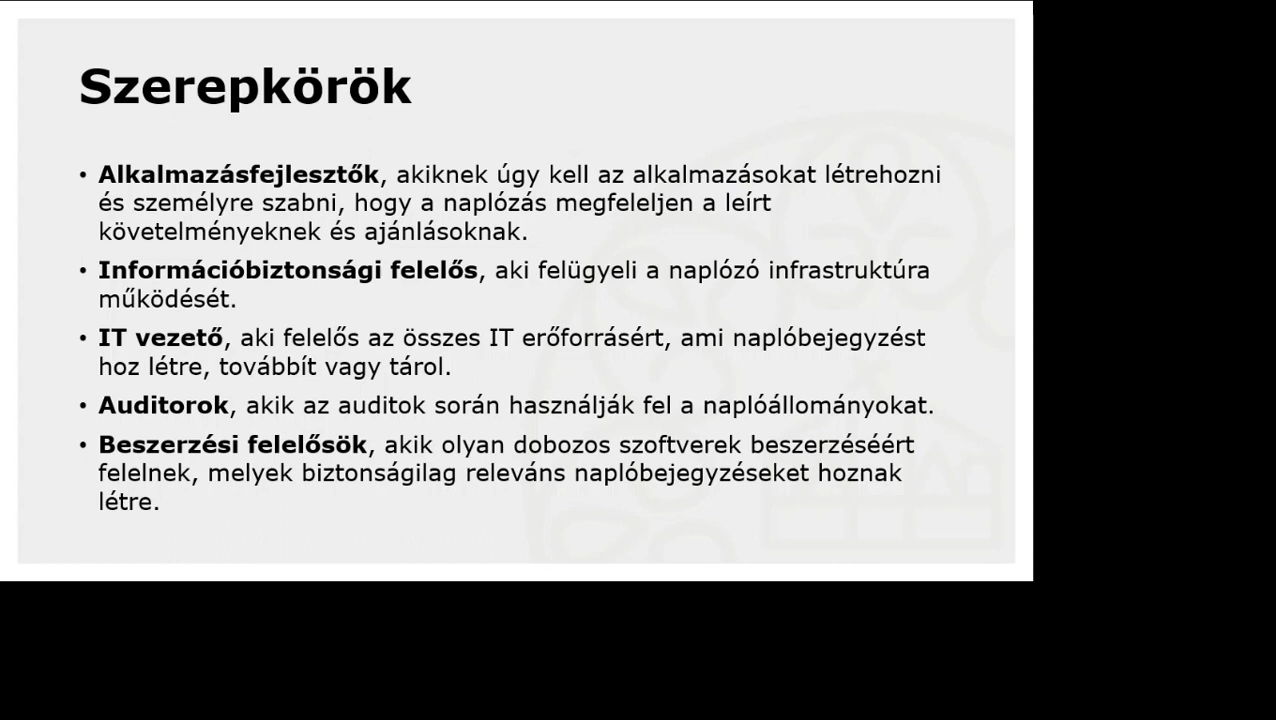 Szerepkörök
• Alkalmazásfejlesztők, akiknek úgy kell az alkalmazásokat létrehozni
és személyre szabni, hogy a naplózás megfeleljen a leírt
követelményeknek és ajánlásoknak.
• Információbiztonsági felelős, aki felügyeli a naplózó infrastruktúra
működését.
• IT vezető, aki felelős az összes IT erőforrásért, ami naplóbejegyzést
hoz létre, továbbít vagy tárol.
• Auditorok, akik az auditok során használják fel a naplóállományokat.
• Beszerzési felelősök, akik olyan dobozos szoftverek beszerzéséért
felelnek, melyek biztonságilag releváns naplóbejegyzéseket hoznak
létre.